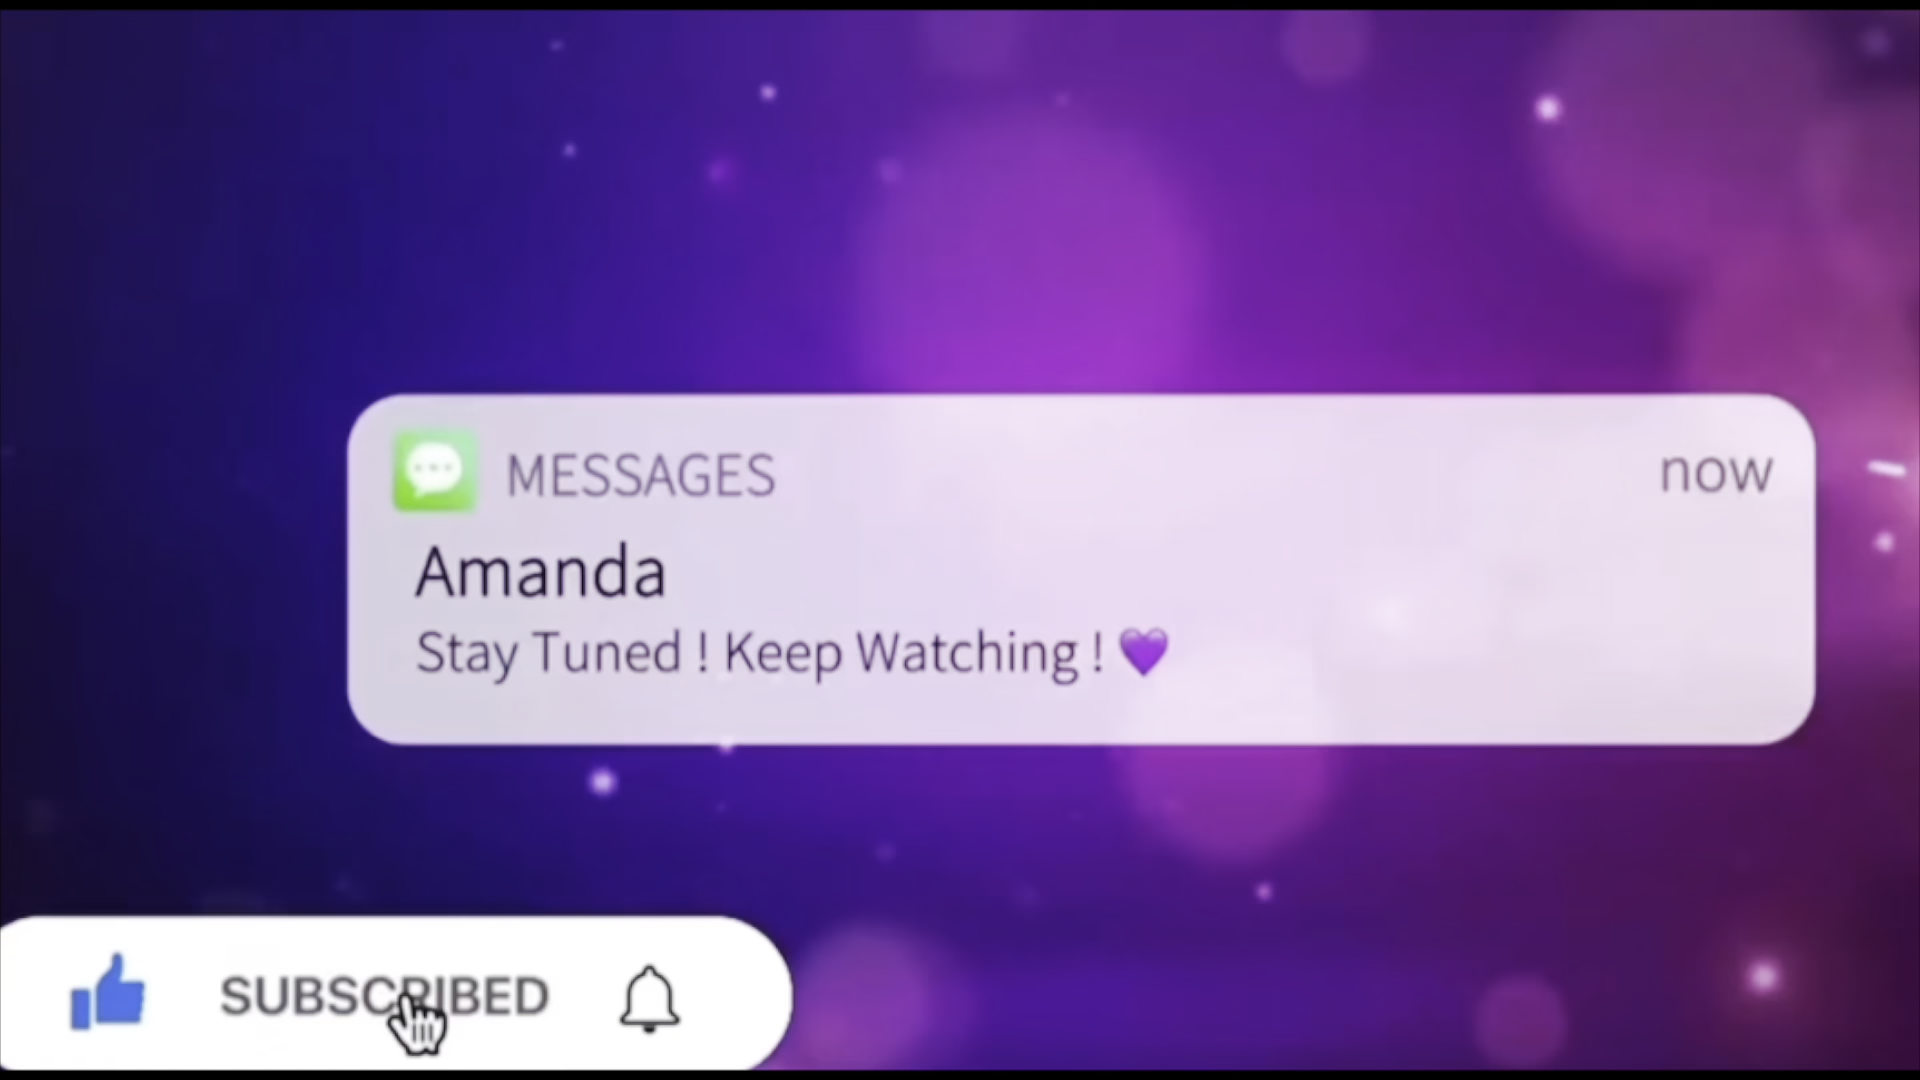 MESSAGES
now
Amanda
Stay Tuned ! Keep Watching ! 💜
SUBSCRIBED